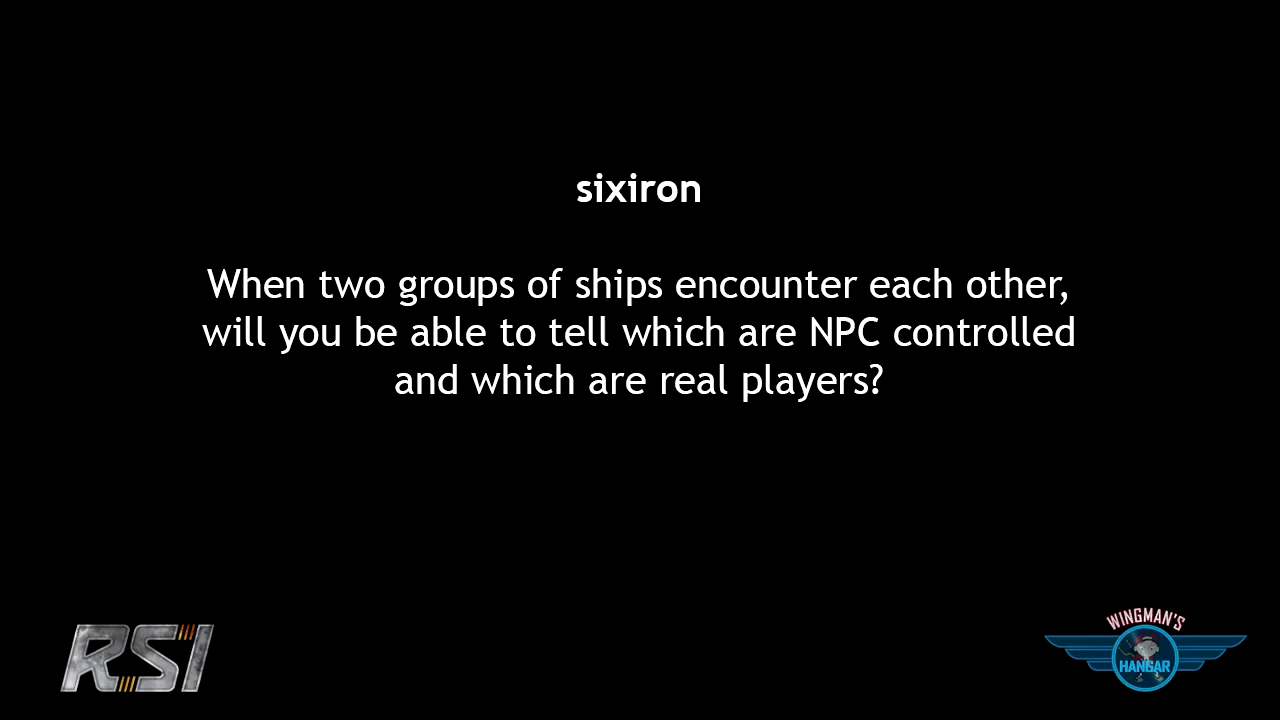 sixiron
When two groups of ships encounter each other,
will you be able to tell which are NPC controlled
and which are real players?
RSI
WINGMAN'S
HANGAR